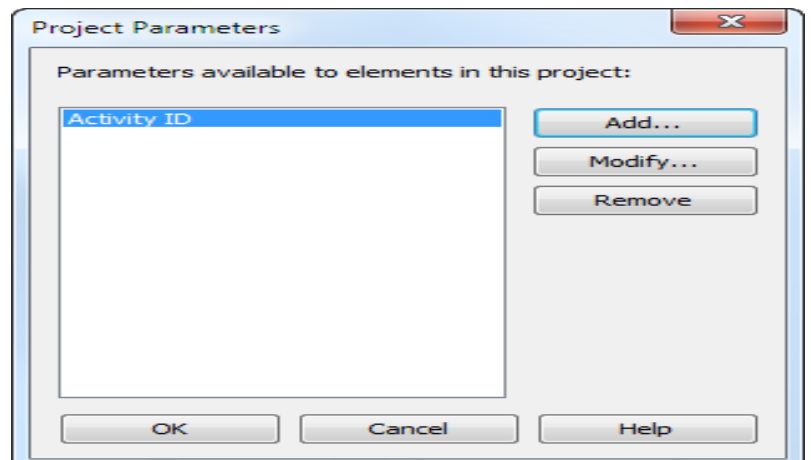 Project Parameters
Parameters available to elements in this project:
Activity ID
Add...
Modify...
Remove
OK
Cancel
Help